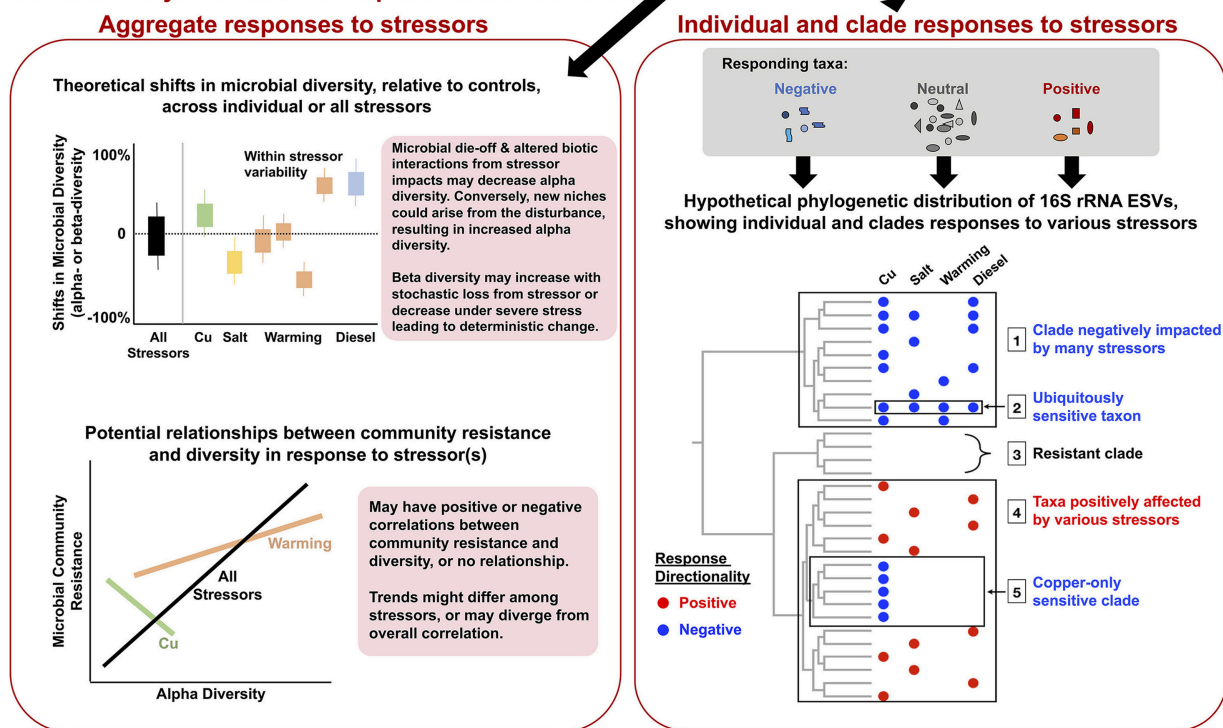 Aggregate responses to stressors
Theoretical shifts in microbial diversity, relative to controls,
across individual or all stressors
Shifts in Microbial Diversity
(alpha- or beta-diversity)
100%
0
-100%
Within stressor
variability
All
Stressors
Cu
Salt
Warming
Diesel
Microbial die-off & altered biotic
interactions from stressor
impacts may decrease alpha
diversity. Conversely, new niches
could arise from the disturbance,
resulting in increased alpha
diversity.
Beta diversity may increase with
stochastic loss from stressor or
decrease under severe stress
leading to deterministic change.
Potential relationships between community resistance
and diversity in response to stressor(s)
Microbial Community
Resistance
Warming
All
Stressors
Cu
Alpha Diversity
May have positive or negative
correlations between
community resistance and
diversity, or no relationship.
Trends might differ among
stressors, or may diverge from
overall correlation.
Individual and clade responses to stressors
Responding taxa:
Negative
Neutral
Positive
Hypothetical phylogenetic distribution of 16S rRNA ESVs,
showing individual and clades responses to various stressors
Cu
Salt
Warming
Diesel
1 Clade negatively impacted
by many stressors
2 Ubiquitously
sensitive taxon
3 Resistant clade
4 Taxa positively affected
by various stressors
5 Copper-only
sensitive clade
Response
Directionality
Positive
Negative